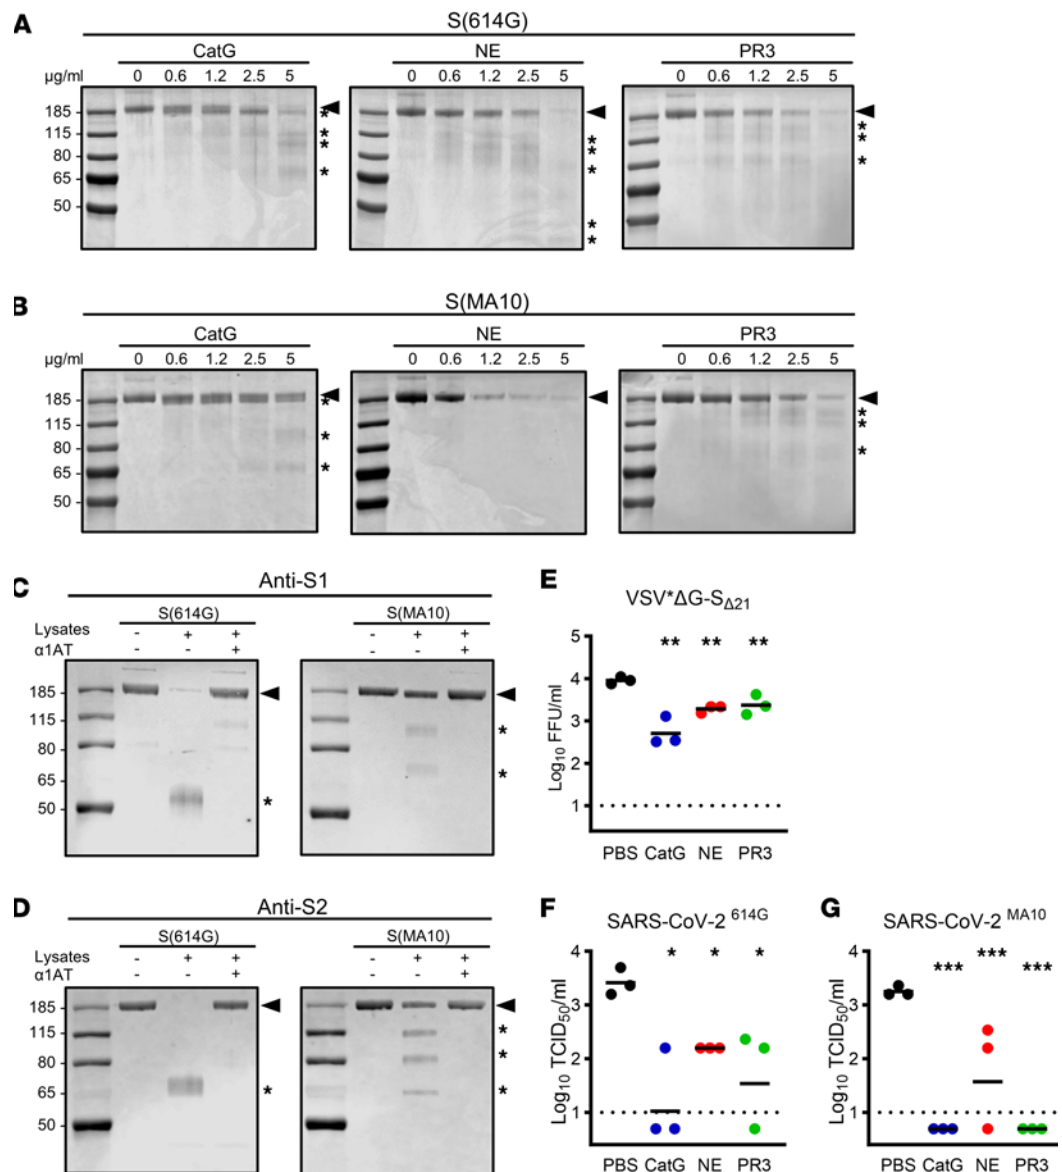 A
S(614G)
CatG NE PR3
µg/ml 0 0.6 1.2 2.5 5 0 0.6 1.2 2.5 5 0 0.6 1.2 2.5 5
185
115
80
65
50
*
*
*
*
*
*
*
*
*
*
*
*
B
S(MA10)
CatG NE PR3
µg/ml 0 0.6 1.2 2.5 5 0 0.6 1.2 2.5 5 0 0.6 1.2 2.5 5
185
115
80
65
50
*
*
*
*
*
*
C
Anti-S1
S(614G) S(MA10)
Lysates - + + - + +
α1AT - - + - - +
185
115
80
65
50
*
*
*
D
Anti-S2
S(614G) S(MA10)
Lysates - + + - + +
α1AT - - + - - +
185
115
80
65
50
*
*
*
*
E
VSV*ΔG-SΔ21
** ** **
Log10 FFU/ml
5
4
3
2
1
PBS CatG NE PR3
F
SARS-CoV-2 614G
* * *
Log10 TCID50/ml
4
3
2
1
PBS CatG NE PR3
G
SARS-CoV-2 MA10
*** *** ***
Log10 TCID50/ml
4
3
2
1
PBS CatG NE PR3